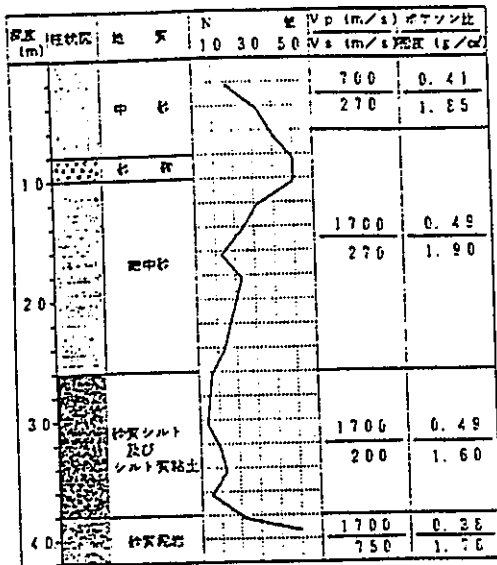 深度 柱状図 地 質 N 値 Vp (m/s) ポアソン比
(m) 10 30 50 Vs (m/s) 密度 (g/c㎥)
700 0.41
中 砂 270 1.85
砂 礫
10
1700 0.49
細中砂 270 1.90
20
30 砂質シルト 1700 0.49
及び 200 1.60
シルト質粘土
砂質泥岩 1700 0.38
40 750